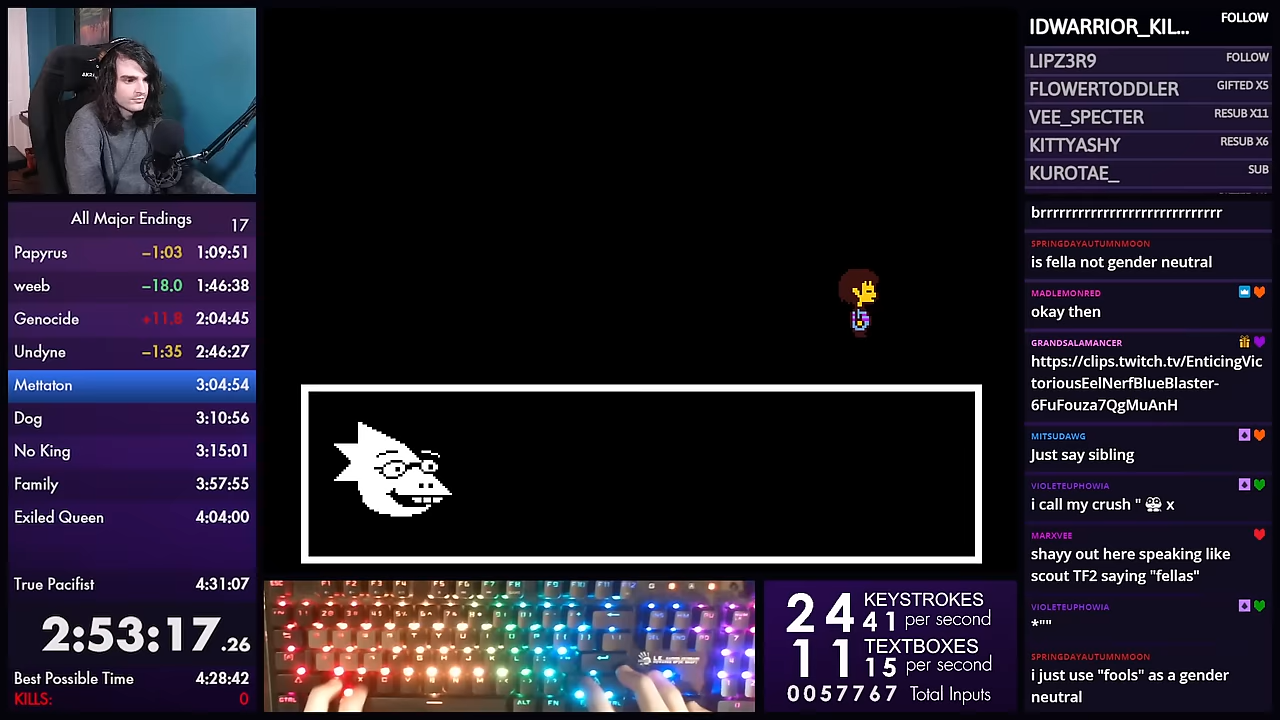 All Major Endings 17
Papyrus −1:03 1:09:51
weeb −18.0 1:46:38
Genocide +11.8 2:04:45
Undyne −1:35 2:46:27
Mettaton 3:04:54
Dog 3:10:56
No King 3:15:01
Family 3:57:55
Exiled Queen 4:04:00
True Pacifist 4:31:07
2:53:17.26
Best Possible Time 4:28:42
KILLS: 0
24 KEYSTROKES
41 per second
11 TEXTBOXES
15 per second
0057767 Total Inputs
IDWARRIOR_KIL... FOLLOW
LIPZ3R9 FOLLOW
FLOWERTODDLER GIFTED X5
VEE_SPECTER RESUB X11
KITTYASHY RESUB X6
KUROTAE_ SUB
brrrrrrrrrrrrrrrrrrrrrrrrrrrr
SPRINGDAYAUTUMNMOON
is fella not gender neutral
MADLEMONRED
okay then
GRANDSALAMANCER
https://clips.twitch.tv/EnticingVic
toriousEelNerfBlueBlaster-
6FuFouza7QgMuAnH
MITSUDAWG
Just say sibling
VIOLETEUPHORIA
i call my crush " x
MARXVEE
shayy out here speaking like
scout TF2 saying "fellas"
VIOLETEUPHORIA
*""
SPRINGDAYAUTUMNMOON
i just use "fools" as a gender
neutral